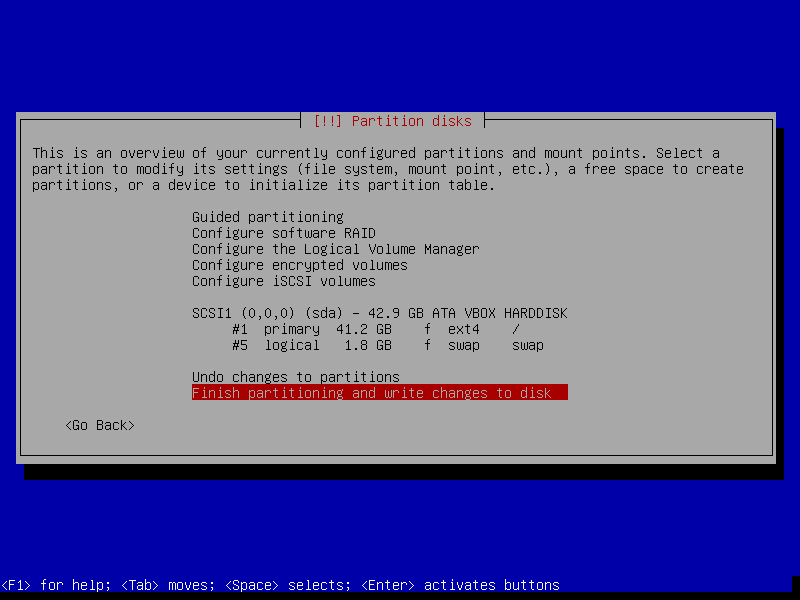 [!!] Partition disks
This is an overview of your currently configured partitions and mount points. Select a
partition to modify its settings (file system, mount point, etc.), a free space to create
partitions, or a device to initialize its partition table.
Guided partitioning
Configure software RAID
Configure the Logical Volume Manager
Configure encrypted volumes
Configure iSCSI volumes
SCSI1 (0,0,0) (sda) - 42.9 GB ATA VBOX HARDDISK
#1 primary 41.2 GB f ext4 /
#5 logical 1.8 GB f swap swap
Undo changes to partitions
Finish partitioning and write changes to disk
<Go Back>
<F1> for help; <Tab> moves; <Space> selects; <Enter> activates buttons